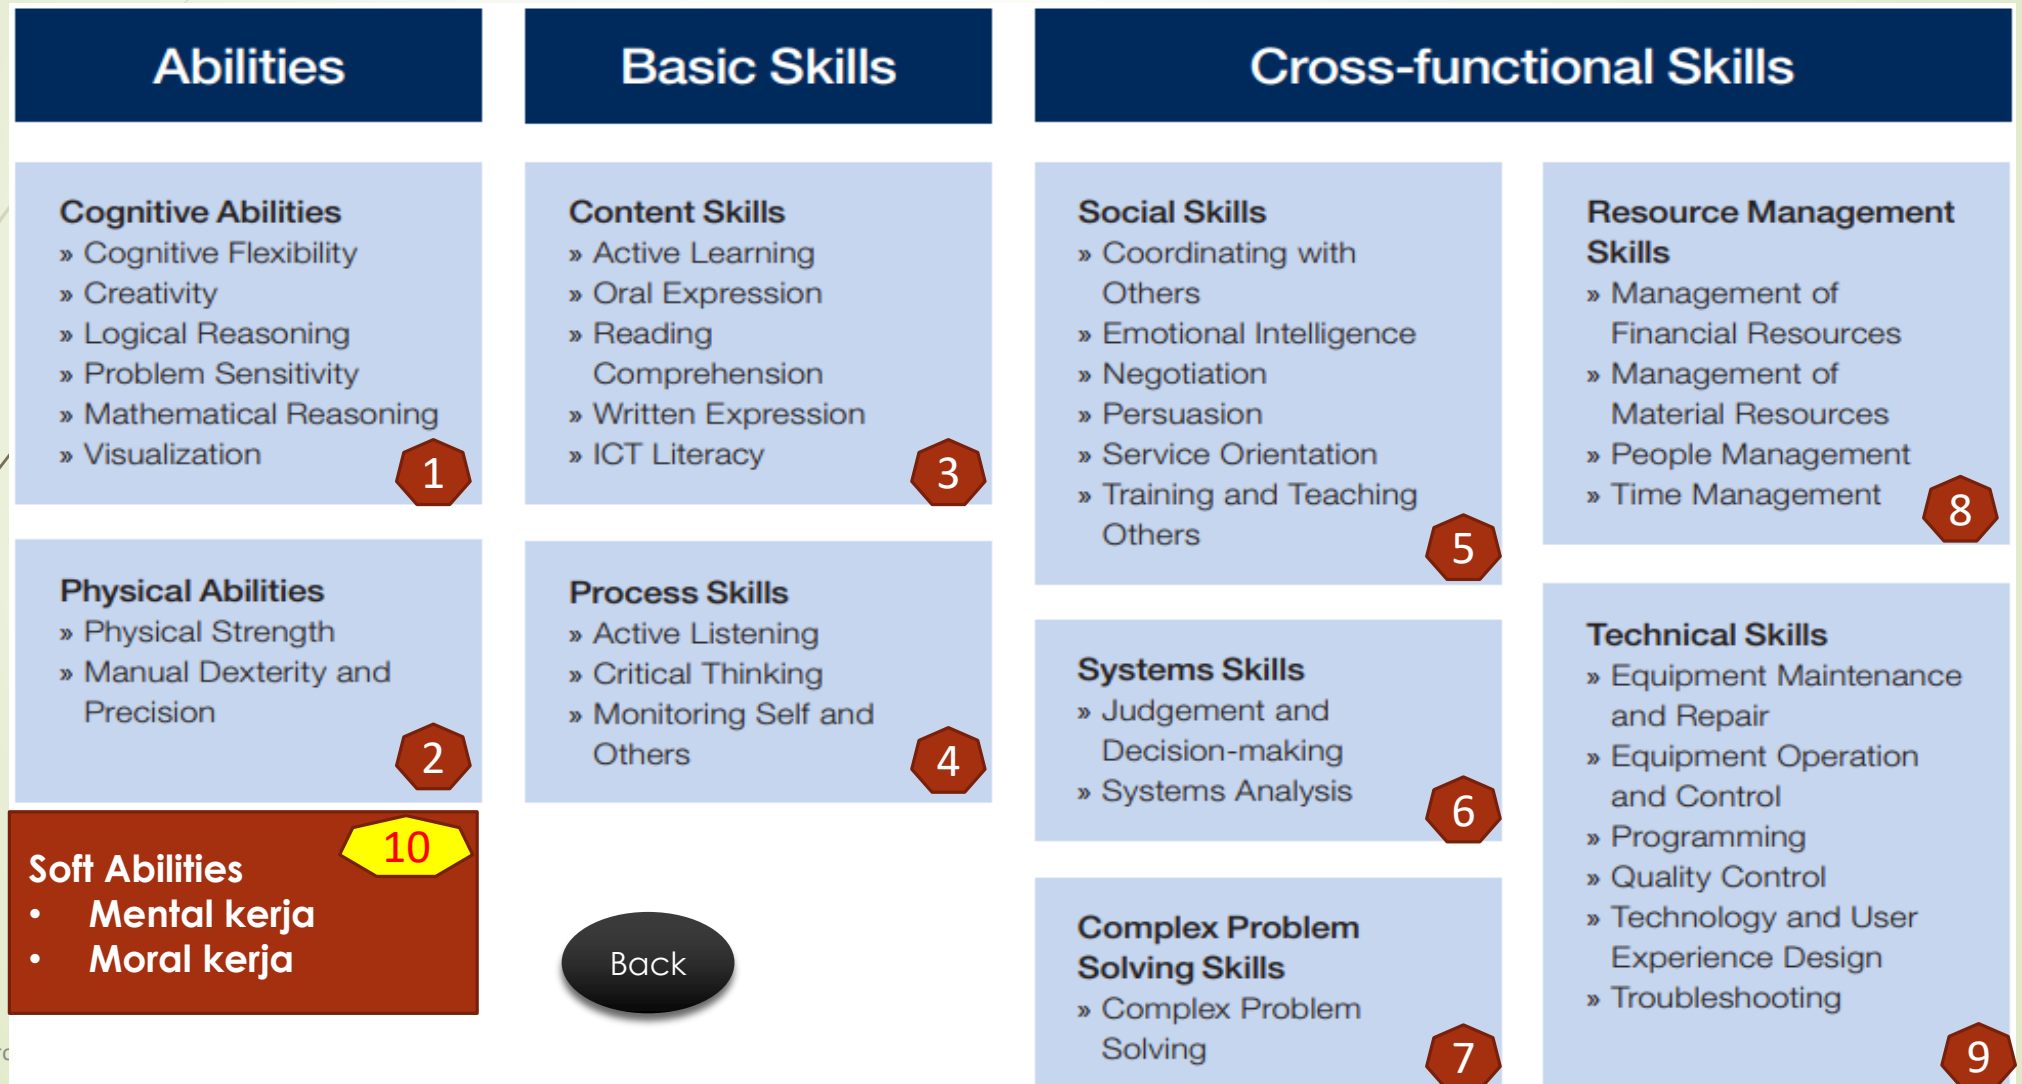 Abilities
Cognitive Abilities
» Cognitive Flexibility
» Creativity
» Logical Reasoning
» Problem Sensitivity
» Mathematical Reasoning
» Visualization
1
Physical Abilities
» Physical Strength
» Manual Dexterity and
Precision
2
10
Soft Abilities
• Mental kerja
• Moral kerja
Basic Skills
Content Skills
» Active Learning
» Oral Expression
» Reading
Comprehension
» Written Expression
» ICT Literacy
3
Process Skills
» Active Listening
» Critical Thinking
» Monitoring Self and
Others
4
Back
Cross-functional Skills
Social Skills
» Coordinating with
Others
» Emotional Intelligence
» Negotiation
» Persuasion
» Service Orientation
» Training and Teaching
Others
5
Systems Skills
» Judgement and
Decision-making
» Systems Analysis
6
Complex Problem
Solving Skills
» Complex Problem
Solving
7
Resource Management
Skills
» Management of
Financial Resources
» Management of
Material Resources
» People Management
» Time Management
8
Technical Skills
» Equipment Maintenance
and Repair
» Equipment Operation
and Control
» Programming
» Quality Control
» Technology and User
Experience Design
» Troubleshooting
9